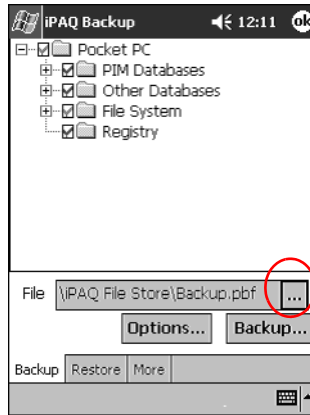 iPAQ Backup 12:11 ok
Pocket PC
PIM Databases
Other Databases
File System
Registry
File \iPAQ File Store\Backup.pbf ...
Options... Backup...
Backup Restore More